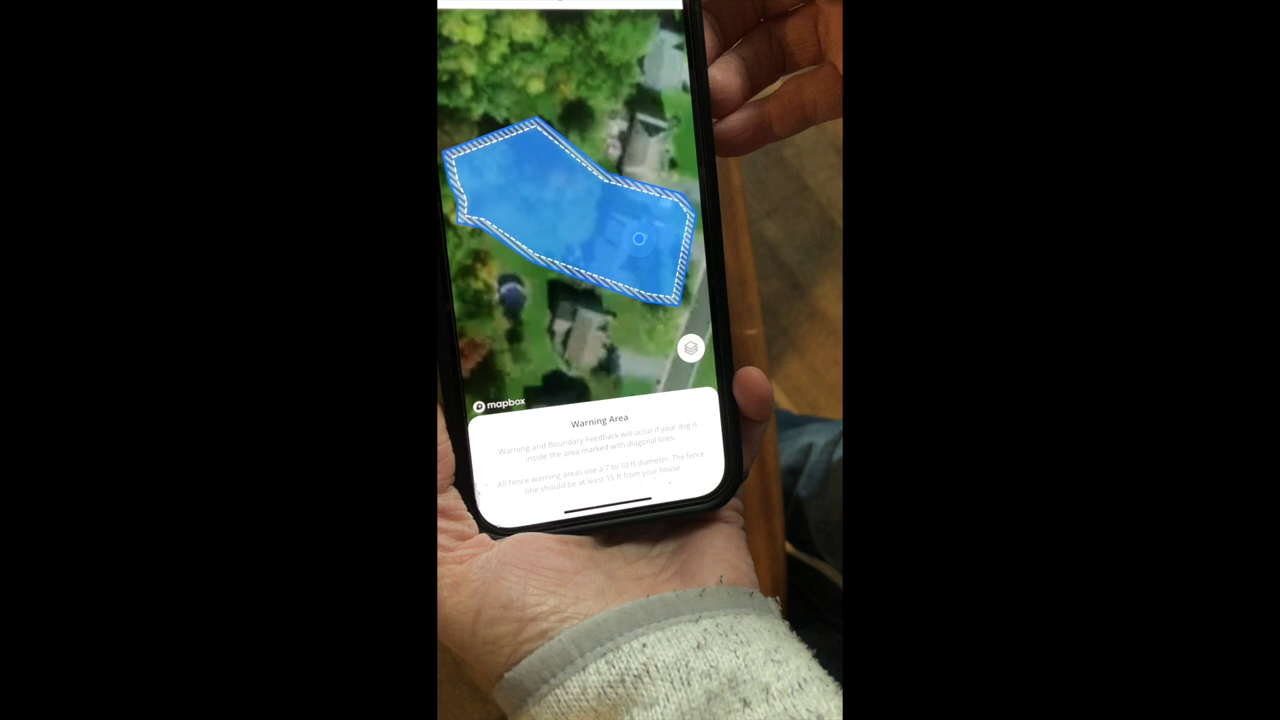 mapbox
Warning Area
Warning and Boundary Feedback will occur if your dog is
inside the area marked with diagonal lines.
All fence warning areas use a 7 to 10 ft diameter. The fence
line should be at least 15 ft from your house.